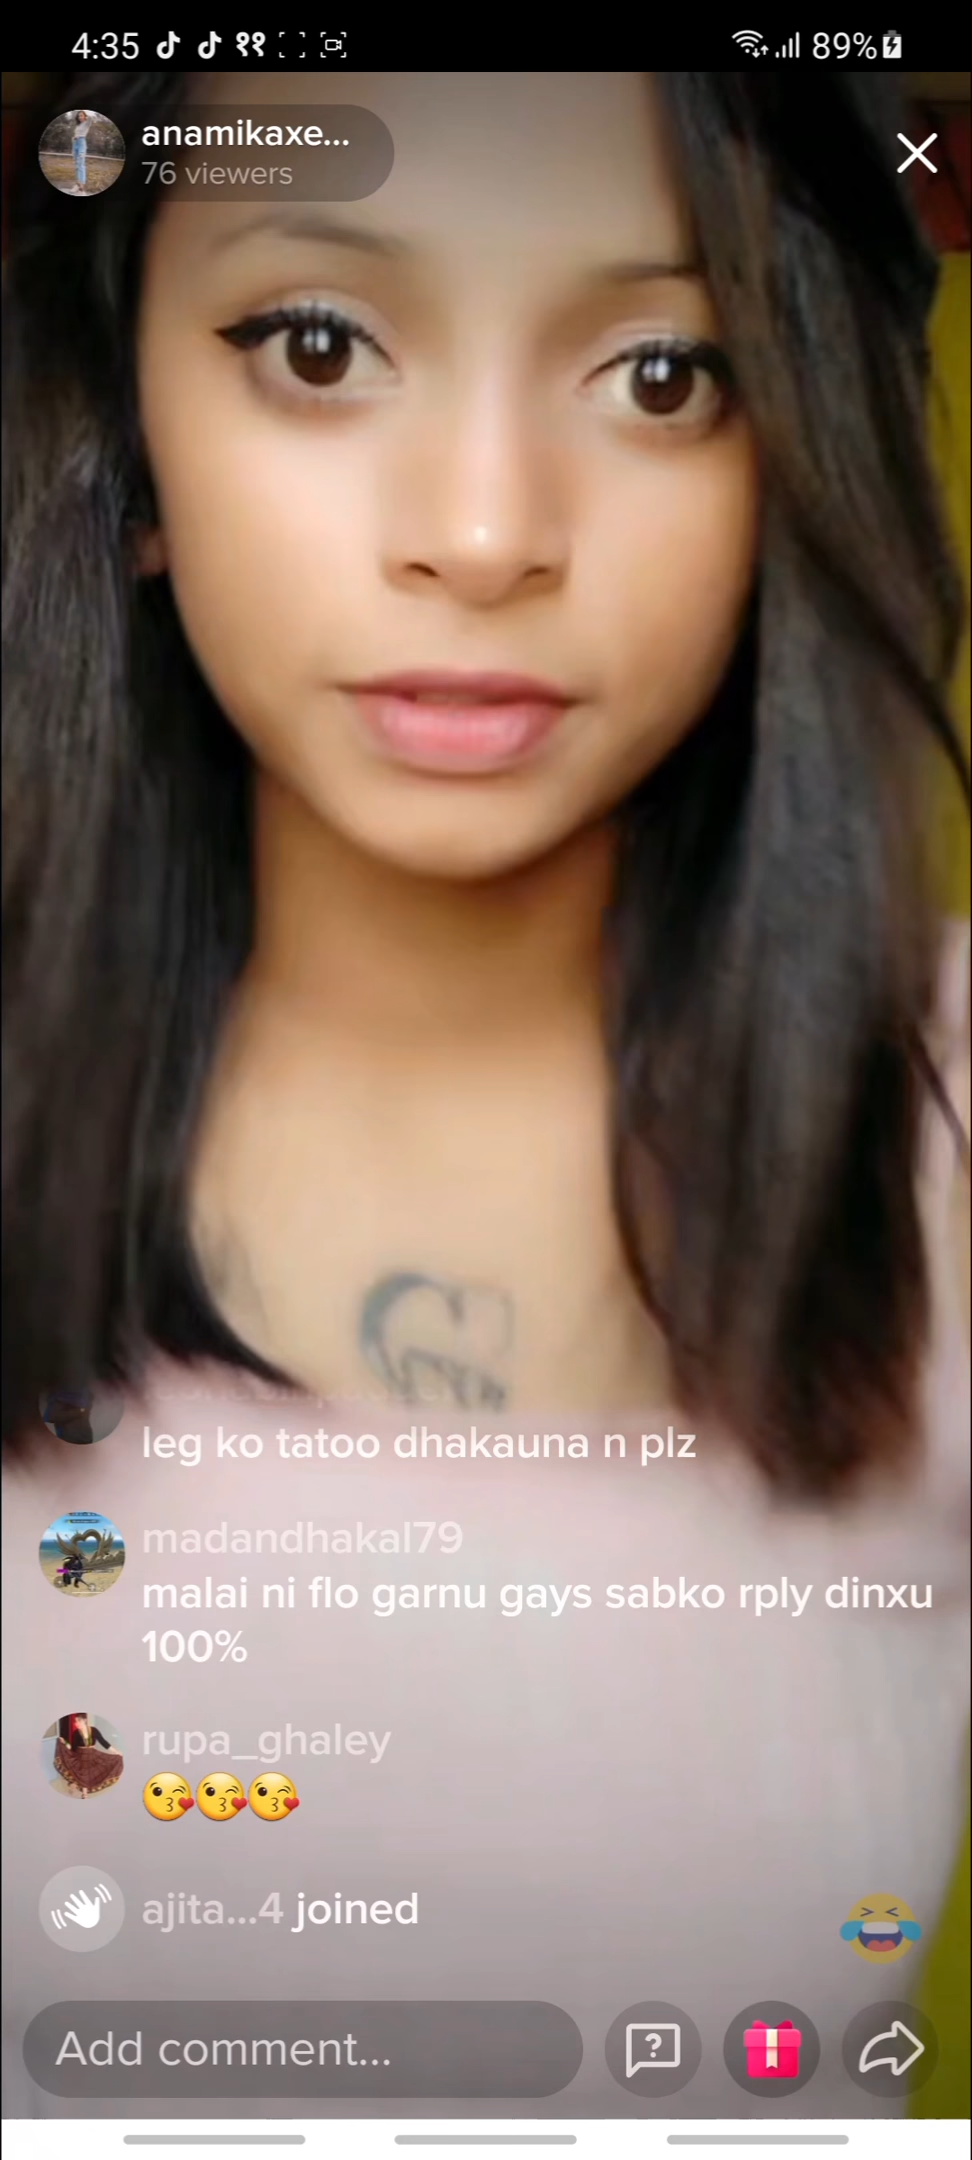 4:35
89%
anamikaxe...
76 viewers
leg ko tatoo dhakauna n plz
madandhakal79
malai ni flo garnu gays sabko rply dinxu
100%
rupa_ghaley
😘😘😘
ajita...4 joined
Add comment...